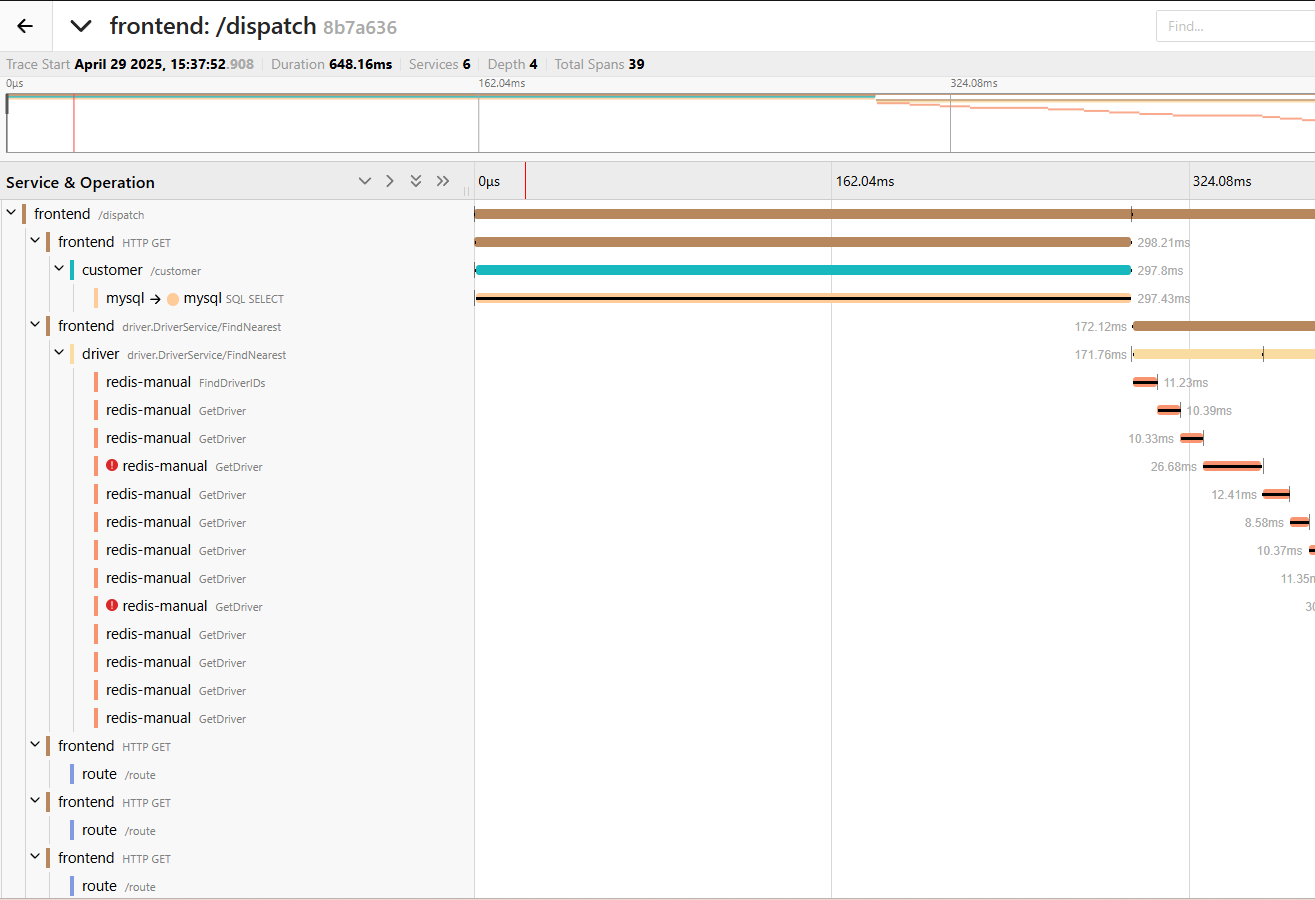 frontend: /dispatch 8b7a636
Find...
Trace Start April 29 2025, 15:37:52.908 Duration 648.16ms Services 6 Depth 4 Total Spans 39
0μs 162.04ms 324.08ms
Service & Operation 0μs 162.04ms 324.08ms
frontend /dispatch
frontend HTTP GET 298.21ms
customer /customer 297.8ms
mysql → mysql SQL SELECT 297.43ms
frontend driver.DriverService/FindNearest 172.12ms
driver driver.DriverService/FindNearest 171.76ms
redis-manual FindDriverIDs 11.23ms
redis-manual GetDriver 10.39ms
redis-manual GetDriver 10.33ms
redis-manual GetDriver 26.68ms
redis-manual GetDriver 12.41ms
redis-manual GetDriver 8.58ms
redis-manual GetDriver 10.37ms
redis-manual GetDriver 11.35m
redis-manual GetDriver 30
redis-manual GetDriver
redis-manual GetDriver
redis-manual GetDriver
redis-manual GetDriver
frontend HTTP GET
route /route
frontend HTTP GET
route /route
frontend HTTP GET
route /route